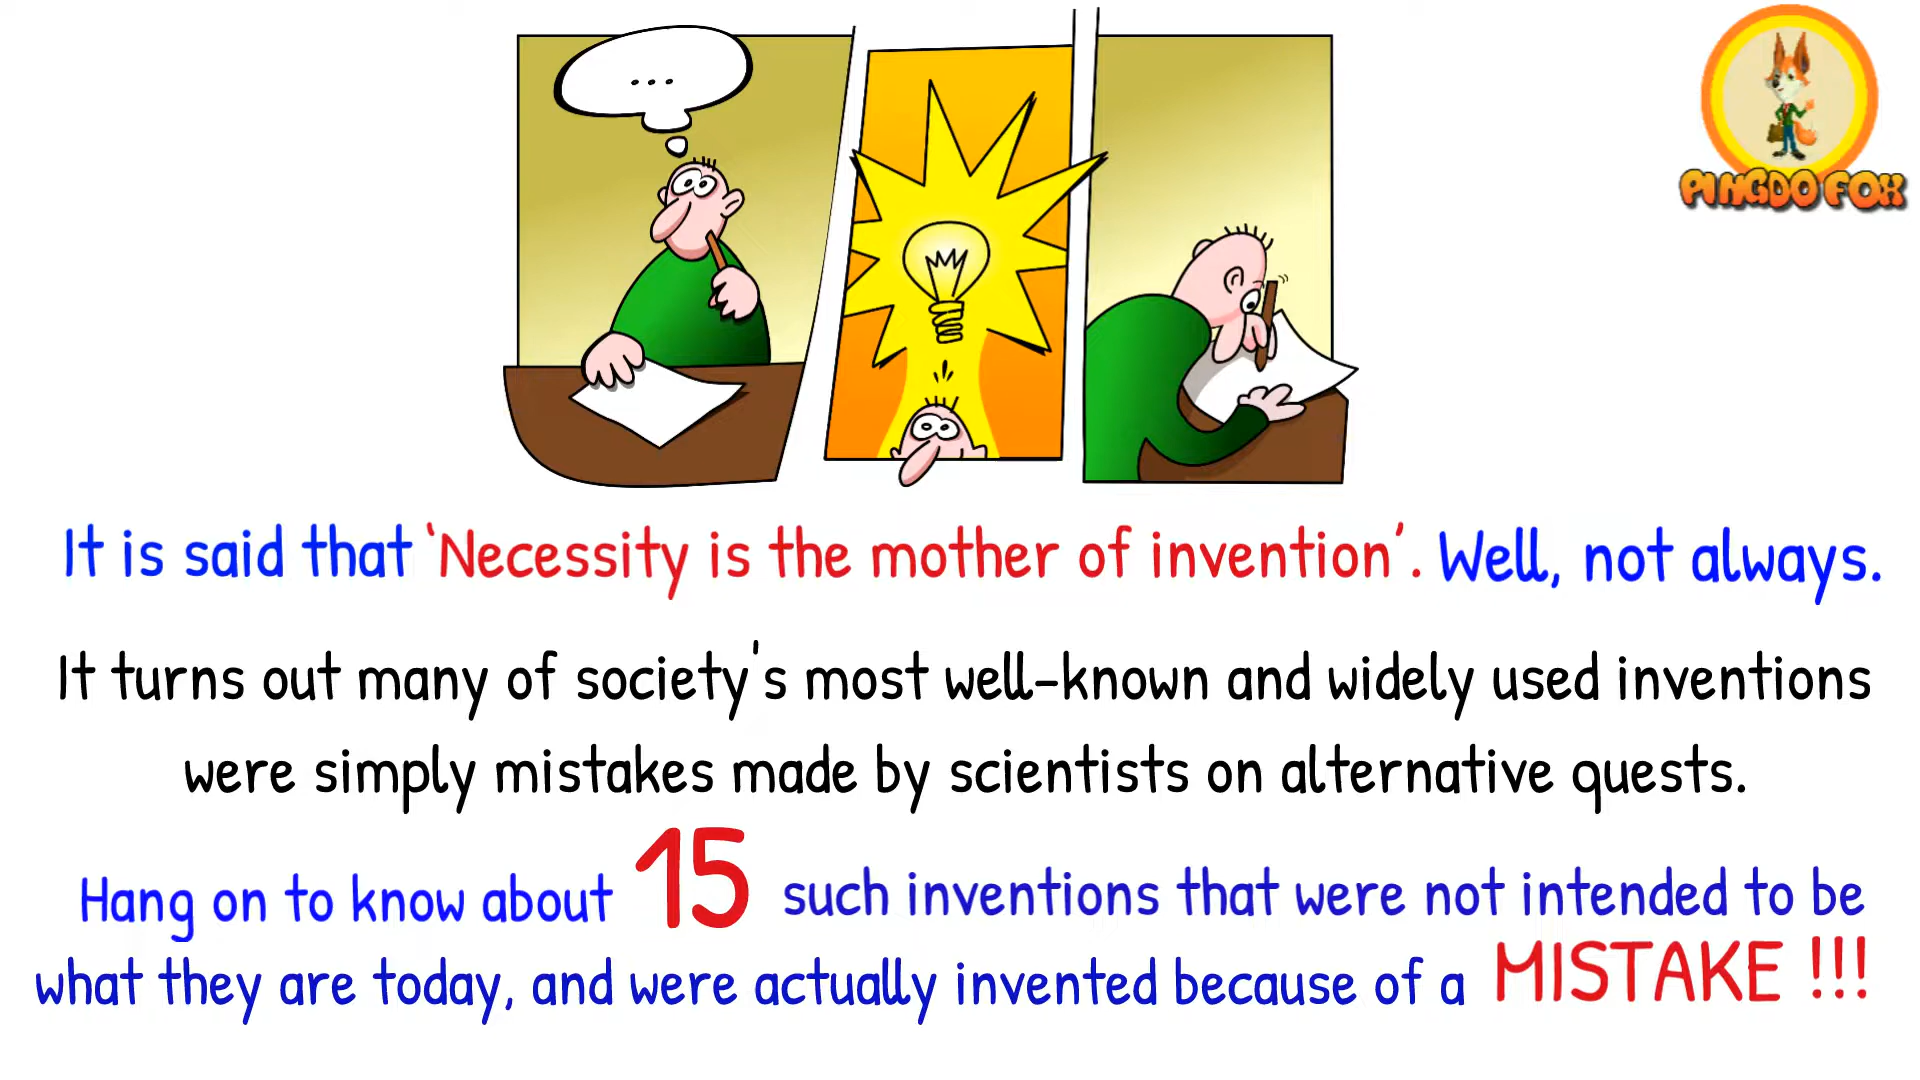 ...
PINGDO FOX
It is said that ‘Necessity is the mother of invention’. Well, not always.
It turns out many of society's most well-known and widely used inventions
were simply mistakes made by scientists on alternative quests.
Hang on to know about 15 such inventions that were not intended to be
what they are today, and were actually invented because of a MISTAKE !!!